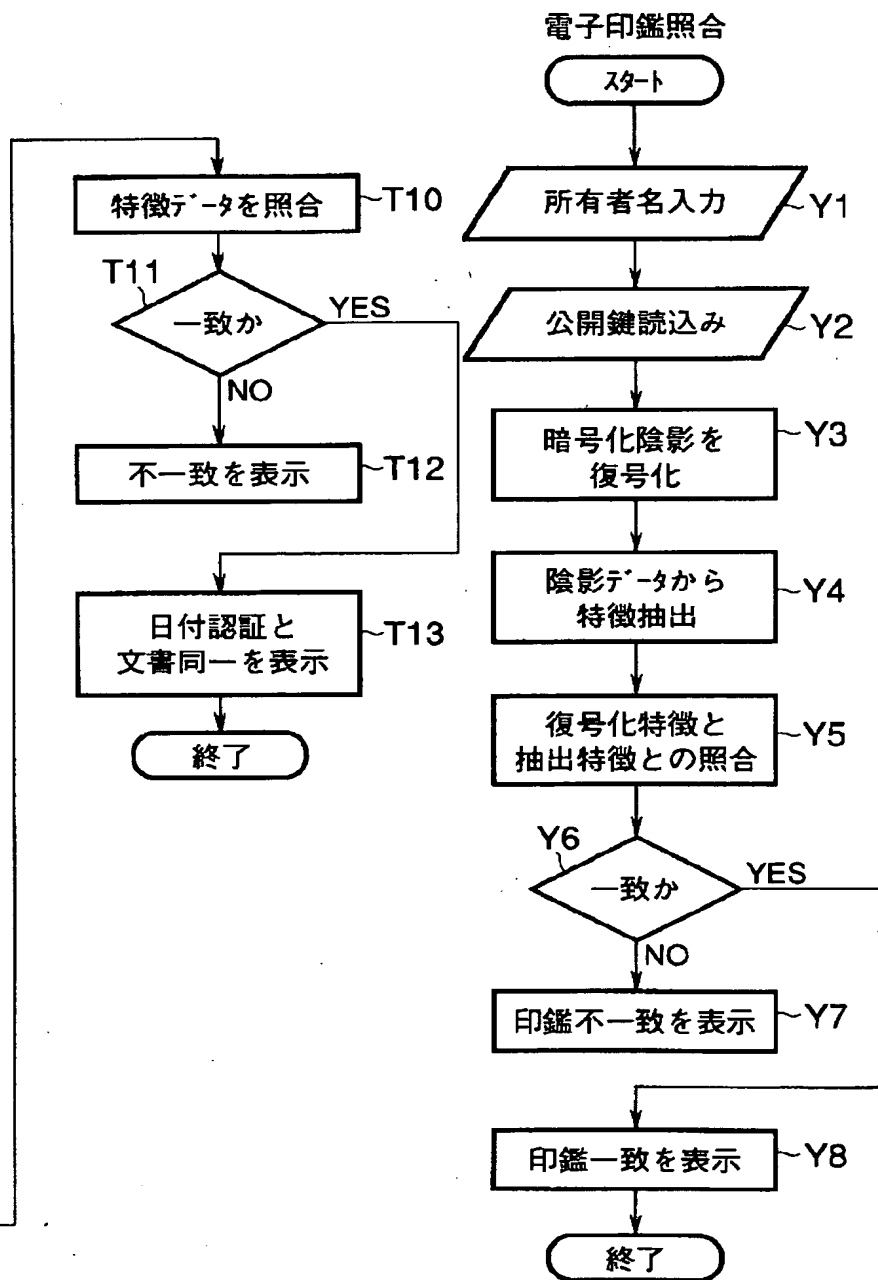 特徴データを照合
T10
T11
一致か
YES
NO
不一致を表示
T12
日付認証と
文書同一を表示
T13
終了
電子印鑑照合
スタート
所有者名入力
Y1
公開鍵読込み
Y2
暗号化陰影を
復号化
Y3
陰影データから
特徴抽出
Y4
復号化特徴と
抽出特徴との照合
Y5
Y6
一致か
YES
NO
印鑑不一致を表示
Y7
印鑑一致を表示
Y8
終了